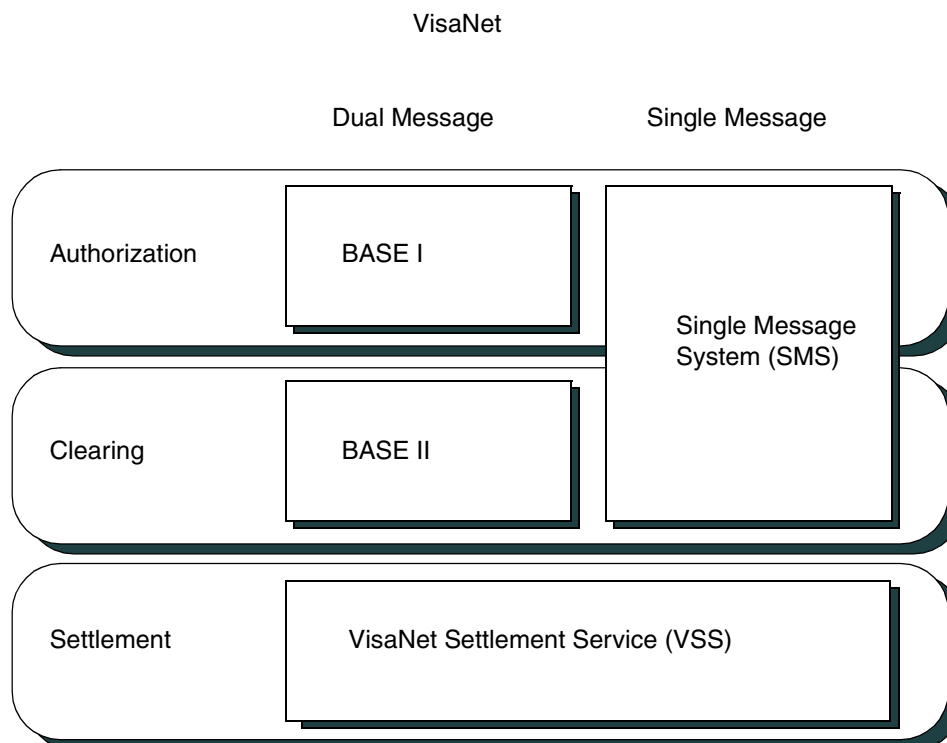 VisaNet
Dual Message
Single Message
Authorization
BASE I
Single Message
System (SMS)
Clearing
BASE II
Settlement
VisaNet Settlement Service (VSS)